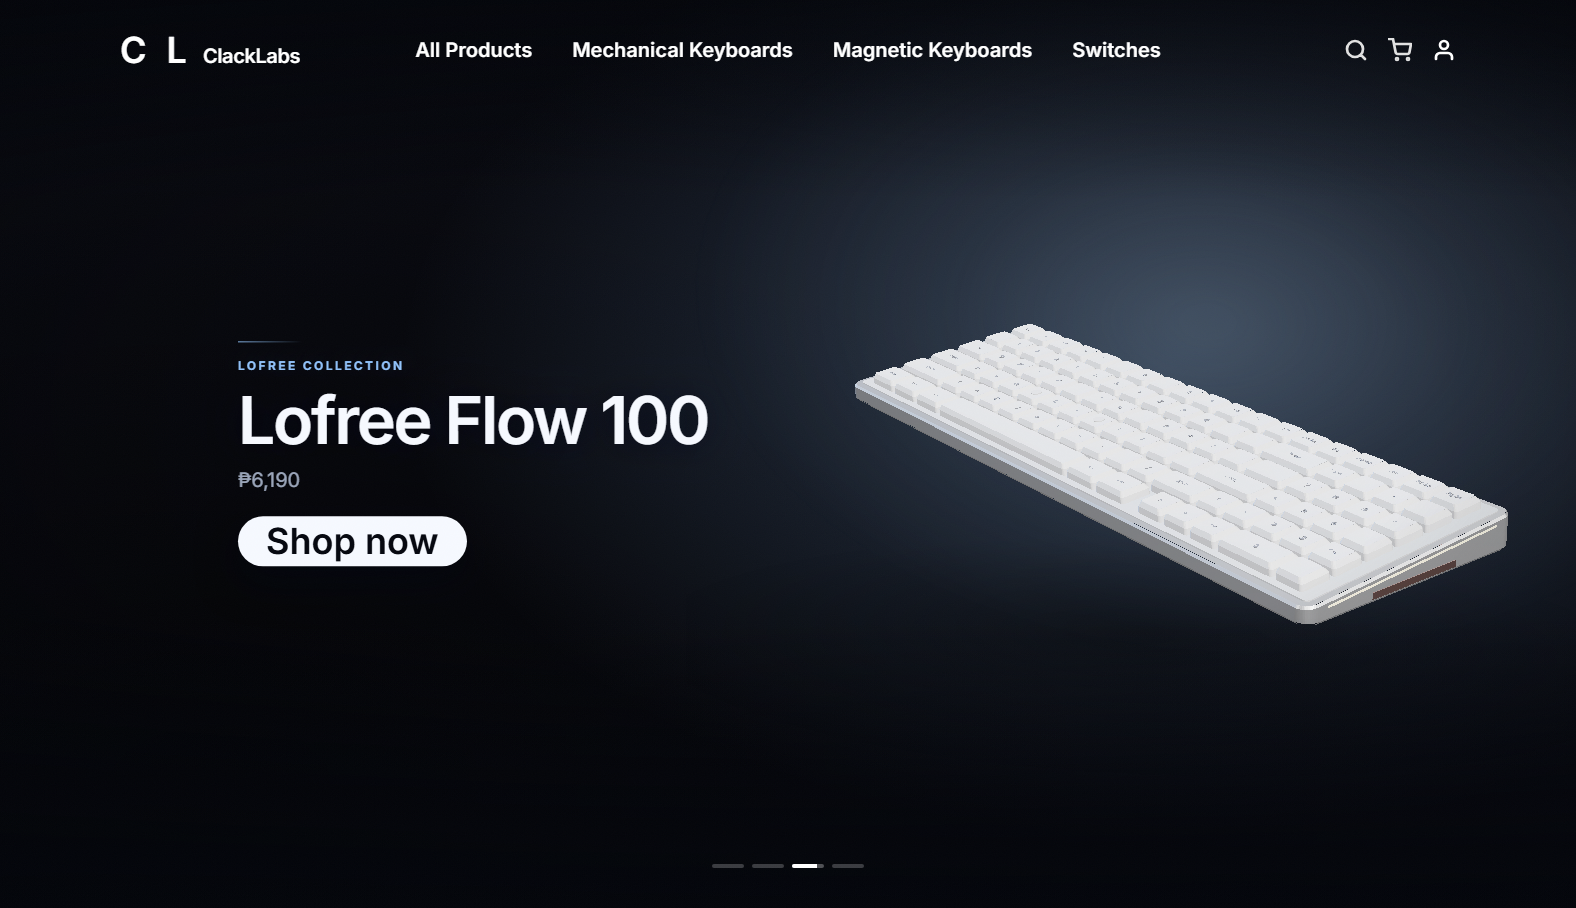 C L ClackLabs
All Products Mechanical Keyboards Magnetic Keyboards Switches
LOFREE COLLECTION
Lofree Flow 100
₱6,190
Shop now